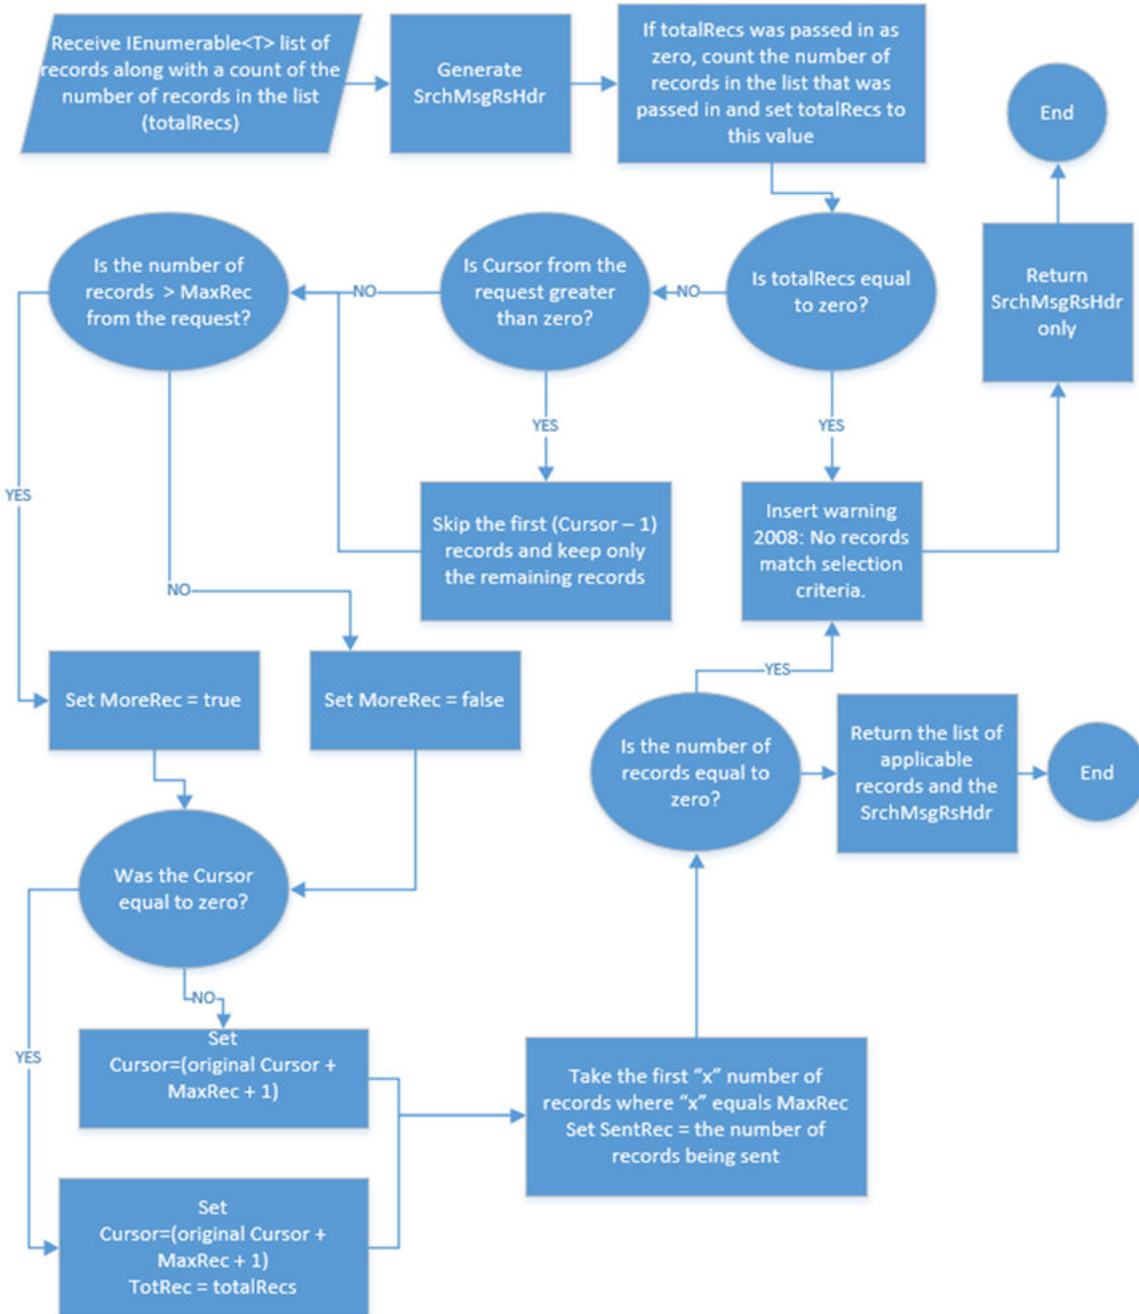 Receive IEnumerable<T> list of
records along with a count of the
number of records in the list
(totalRecs)
Generate
SrchMsgRsHdr
If totalRecs was passed in as
zero, count the number of
records in the list that was
passed in and set totalRecs to
this value
End
Is the number of
records > MaxRec
from the request?
NO
Is Cursor from the
request greater
than zero?
NO
Is totalRecs equal
to zero?
Return
SrchMsgRsHdr
only
YES
YES
YES
Skip the first (Cursor – 1)
records and keep only
the remaining records
Insert warning
2008: No records
match selection
criteria.
NO
Set MoreRec = true
Set MoreRec = false
YES
Is the number of
records equal to
zero?
Return the list of
applicable
records and the
SrchMsgRsHdr
End
Was the Cursor
equal to zero?
NO
YES
Set
Cursor=(original Cursor +
MaxRec + 1)
Take the first “x” number of
records where “x” equals MaxRec
Set SentRec = the number of
records being sent
Set
Cursor=(original Cursor +
MaxRec + 1)
TotRec = totalRecs